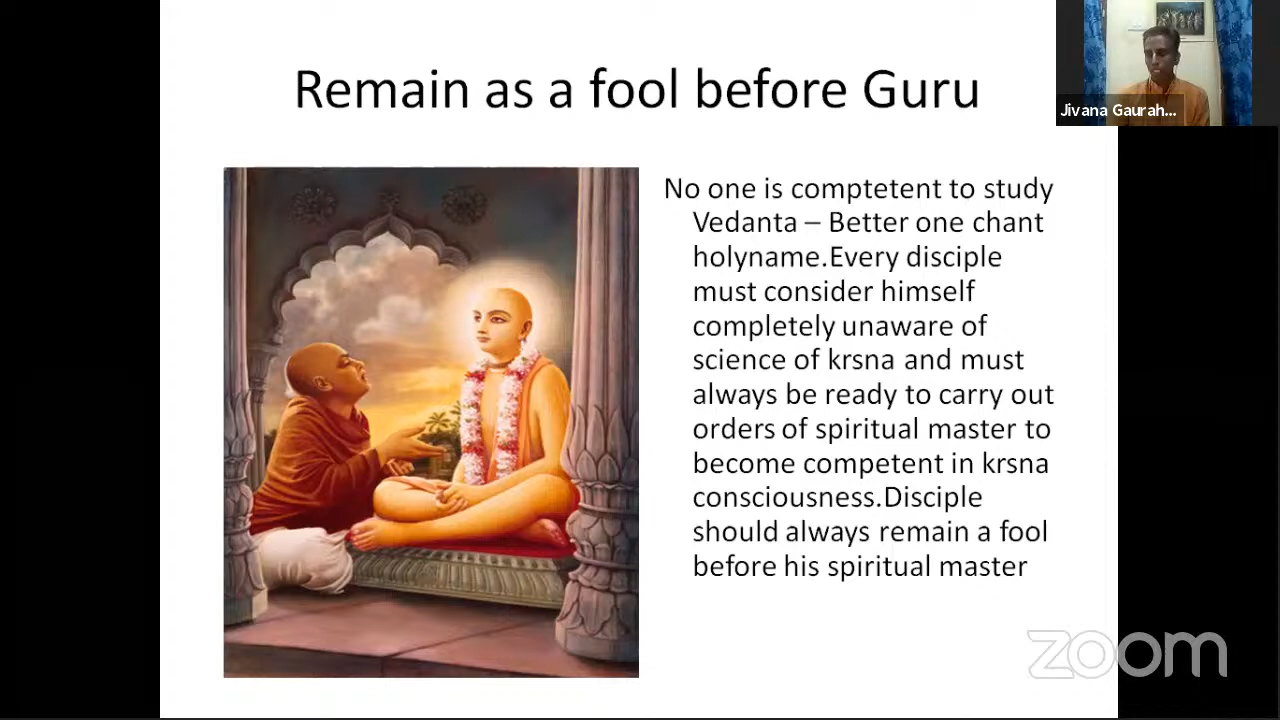 Remain as a fool before Guru
Jivana Gaurah...
No one is comptetent to study
Vedanta – Better one chant
holyname.Every disciple
must consider himself
completely unaware of
science of krsna and must
always be ready to carry out
orders of spiritual master to
become competent in krsna
consciousness.Disciple
should always remain a fool
before his spiritual master
zoom